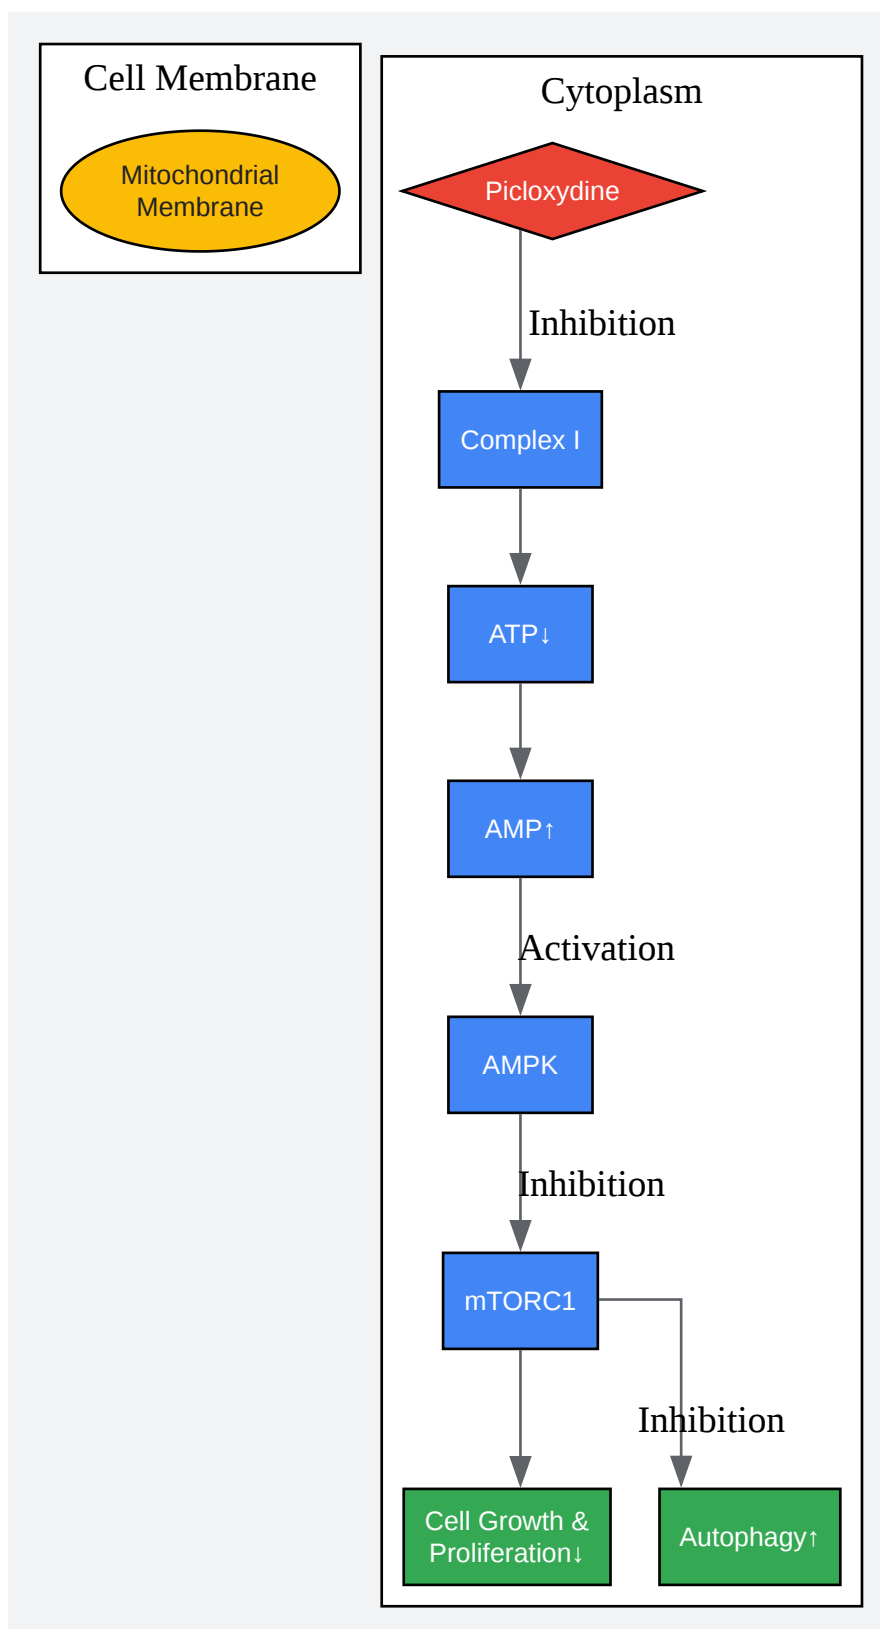 Cell Membrane
Mitochondrial
Membrane
Cytoplasm
Picloxydine
Inhibition
Complex I
ATP↓
AMP↑
Activation
AMPK
Inhibition
mTORC1
Inhibition
Cell Growth &
Proliferation↓
Autophagy↑